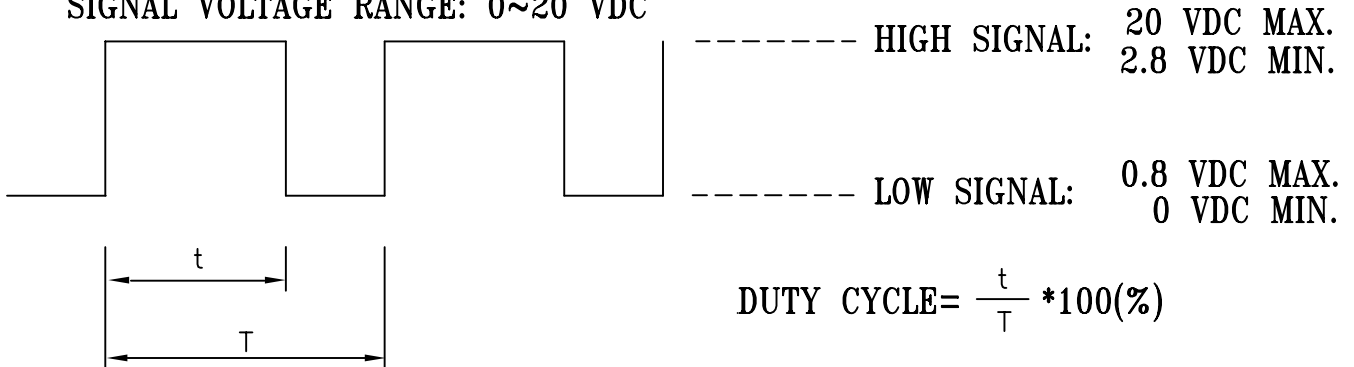 SIGNAL VOLTAGE RANGE: 0~20 VDC
HIGH SIGNAL: 20 VDC MAX.
2.8 VDC MIN.
LOW SIGNAL: 0.8 VDC MAX.
0 VDC MIN.
t
T
DUTY CYCLE= t/T *100(%)